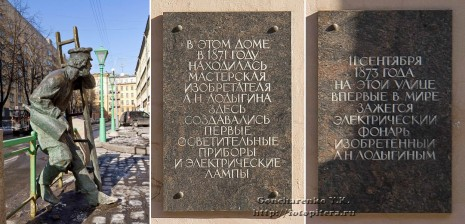 В ЭТОМ ДОМЕ
В 1871 ГОДУ
НАХОДИЛАСЬ
МАСТЕРСКАЯ
ИЗОБРЕТАТЕЛЯ
А.Н. ЛОДЫГИНА
ЗДЕСЬ
СОЗДАВАЛИСЬ
ПЕРВЫЕ
ОСВЕТИТЕЛЬНЫЕ
ПРИБОРЫ
И ЭЛЕКТРИЧЕСКИЕ
ЛАМПЫ
11 СЕНТЯБРЯ
1873 ГОДА
НА ЭТОЙ УЛИЦЕ
ВПЕРВЫЕ В МИРЕ
ЗАЖЕГСЯ
ЭЛЕКТРИЧЕСКИЙ
ФОНАРЬ
ИЗОБРЕТЕННЫЙ
А.Н. ЛОДЫГИНЫМ
Goncharenko V.K.
http://fotopitera.ru